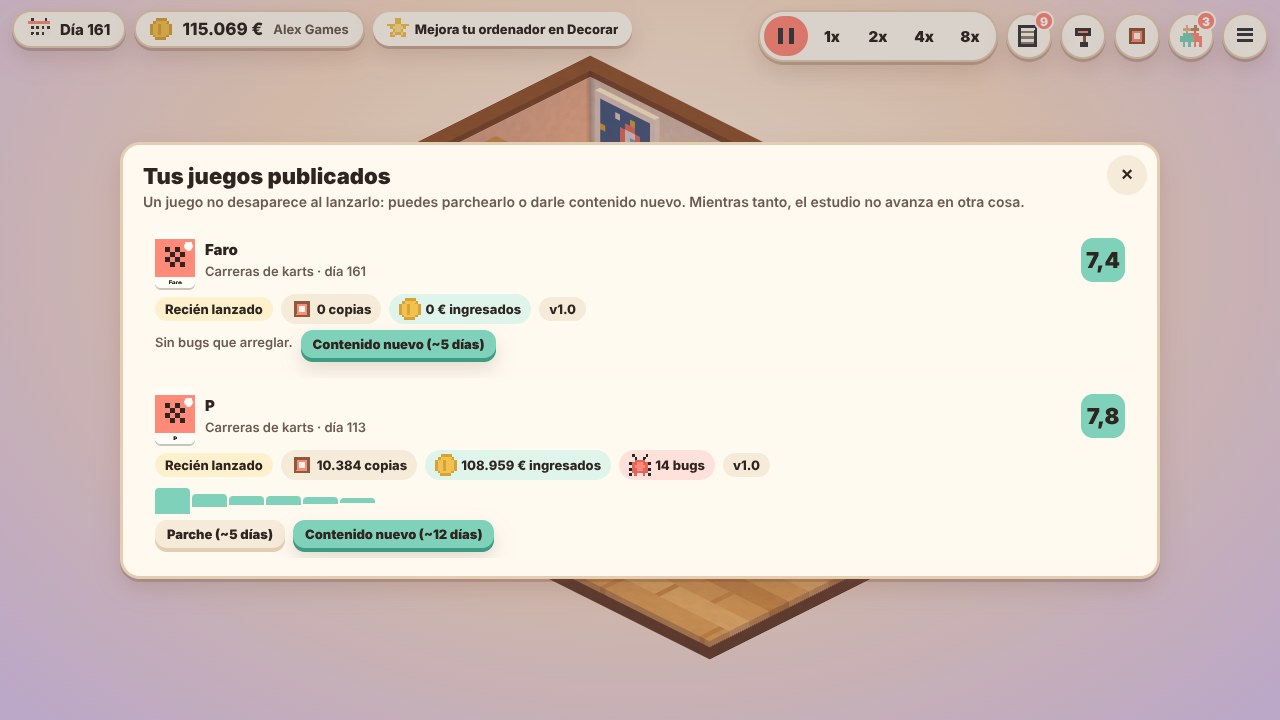 Día 161
115.069 € Alex Games
Mejora tu ordenador en Decorar
1x 2x 4x 8x
9
3
Tus juegos publicados
×
Un juego no desaparece al lanzarlo: puedes parchearlo o darle contenido nuevo. Mientras tanto, el estudio no avanza en otra cosa.
Faro
Faro
Carreras de karts · día 161
7,4
Recién lanzado 0 copias 0 € ingresados v1.0
Sin bugs que arreglar. Contenido nuevo (~5 días)
P
P
Carreras de karts · día 113
7,8
Recién lanzado 10.384 copias 108.959 € ingresados 14 bugs v1.0
Parche (~5 días) Contenido nuevo (~12 días)